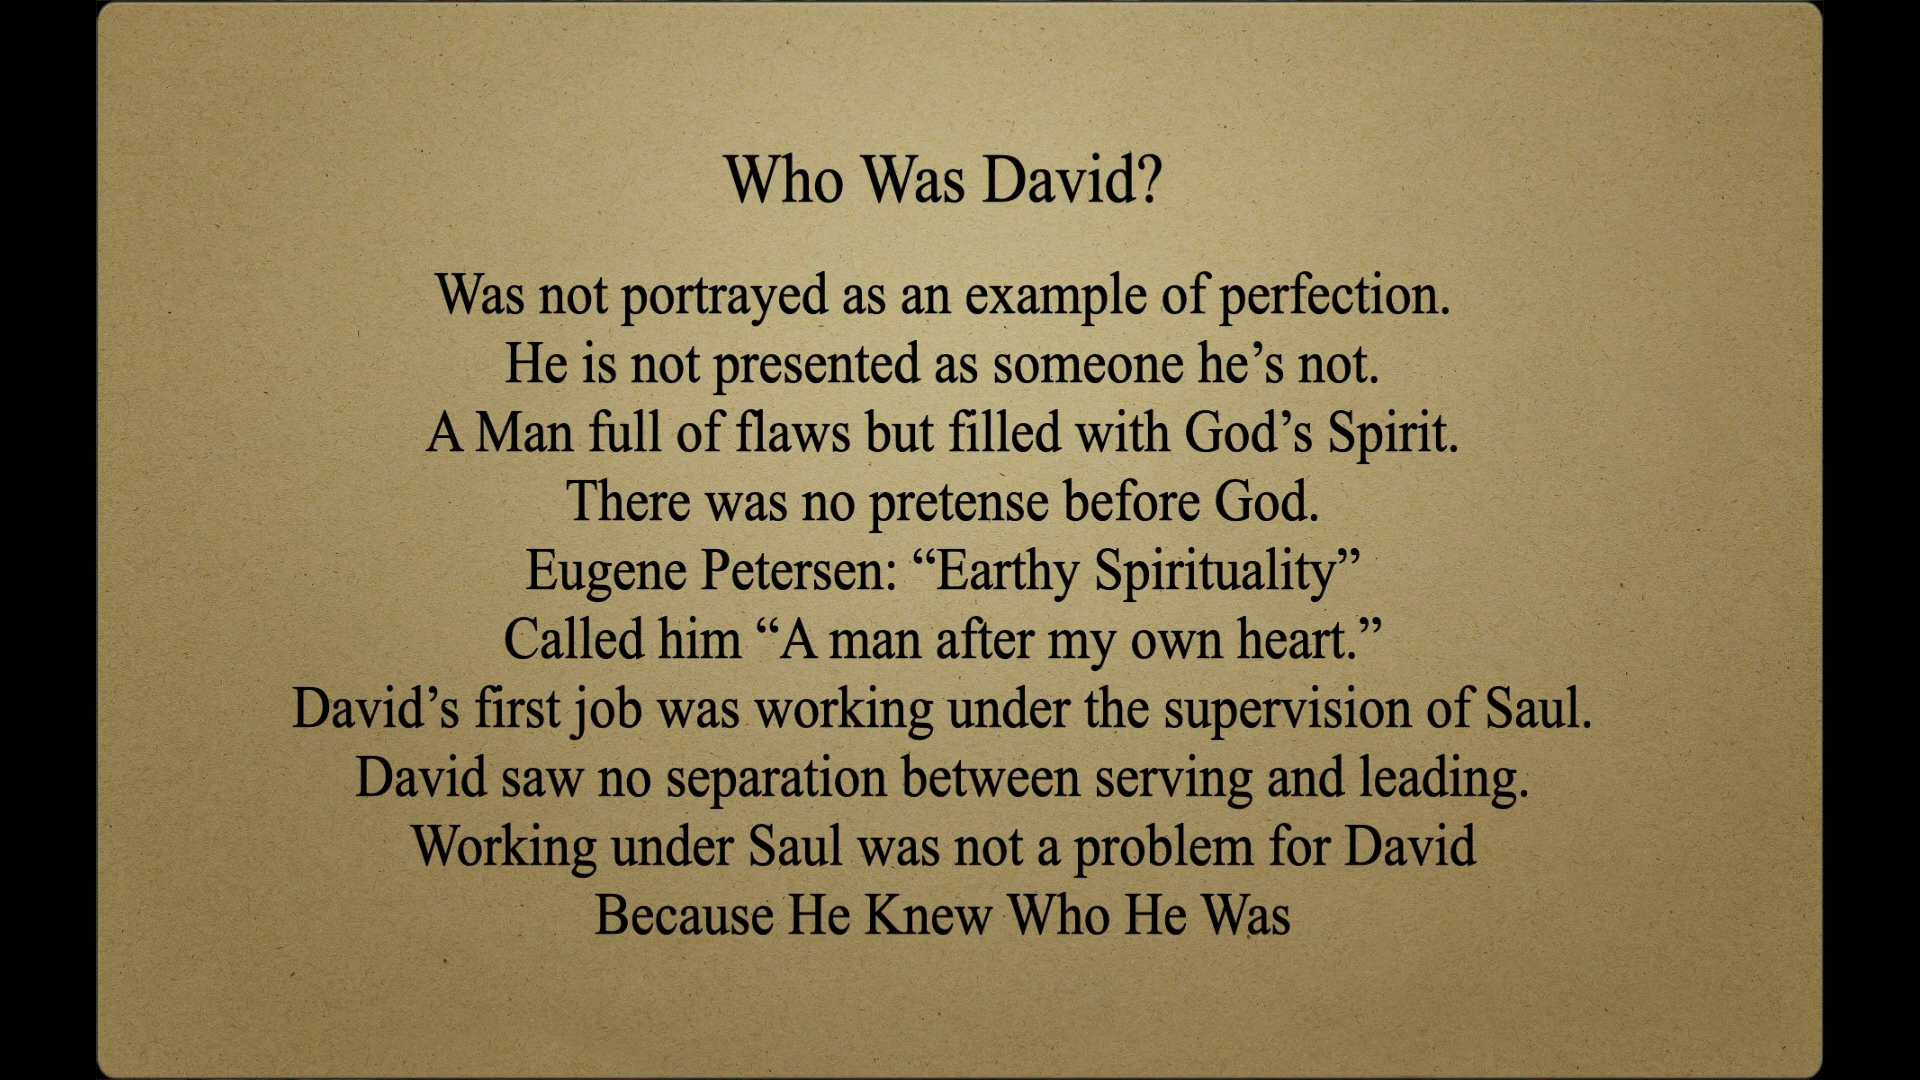 Who Was David?
Was not portrayed as an example of perfection.
He is not presented as someone he’s not.
A Man full of flaws but filled with God’s Spirit.
There was no pretense before God.
Eugene Petersen: “Earthy Spirituality”
Called him “A man after my own heart.”
David’s first job was working under the supervision of Saul.
David saw no separation between serving and leading.
Working under Saul was not a problem for David
Because He Knew Who He Was